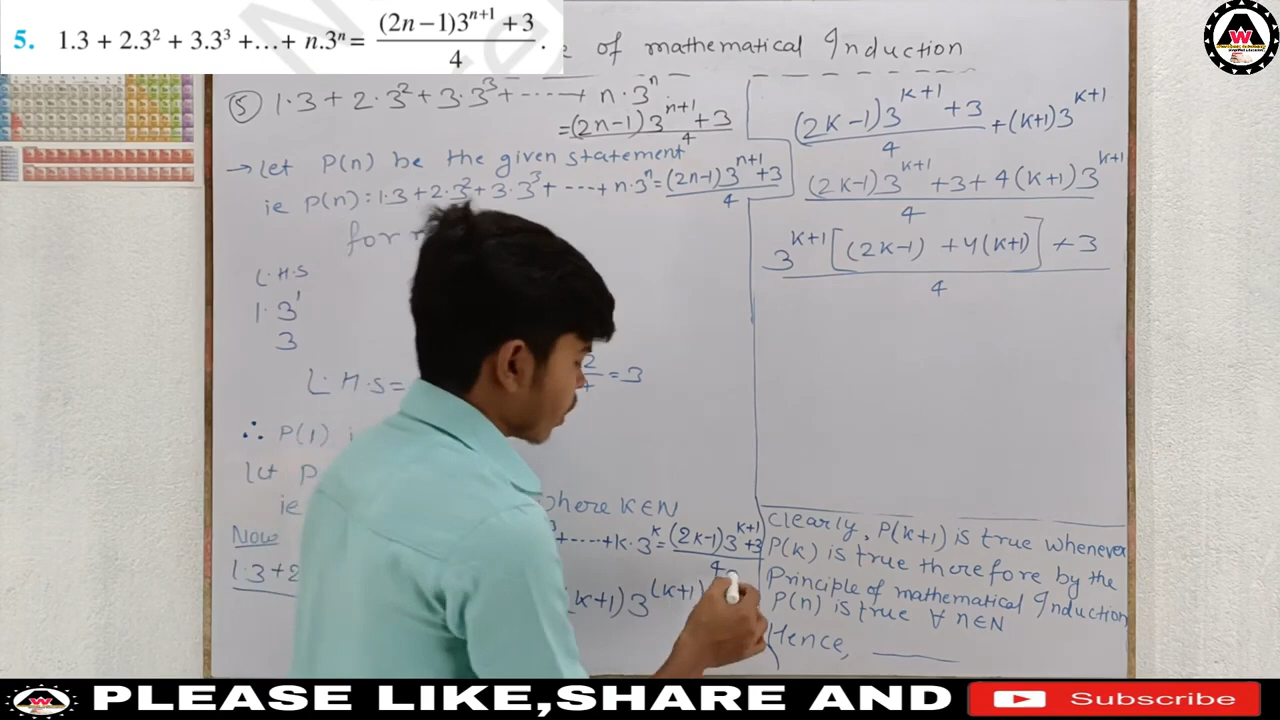 5. 1.3 + 2.3² + 3.3³ +…+ n.3ⁿ = (2n−1)3ⁿ⁺¹ + 3 / 4 .
of mathematical Induction
⑤ 1·3 + 2·3² + 3·3³ + ----- + n·3ⁿ
= (2n-1)3ⁿ⁺¹ + 3 / 4
→ let P(n) be the given statement
ie P(n): 1·3 + 2·3² + 3·3³ + ---- + n·3ⁿ = (2n-1)3ⁿ⁺¹ + 3 / 4
for
L·H·S
1·3¹
3
L·H·S =
= 3
∴ P(1)
let P
ie
where K∈N
+ ---- + K·3ᴷ = (2K-1)3ᴷ⁺¹ + 3 / 4
Now
1·3 + 2
(K+1)3⁽ᴷ⁺¹⁾
(2K-1)3ᴷ⁺¹ + 3 / 4 + (K+1)3ᴷ⁺¹
(2K-1)3ᴷ⁺¹ + 3 + 4(K+1)3ᴷ⁺¹ / 4
3ᴷ⁺¹[(2K-1) + 4(K+1)] + 3 / 4
Clearly, P(K+1) is true whenever
P(K) is true therefore by the
Principle of mathematical Induction
P(n) is true ∀ n∈N
Hence, ______
PLEASE LIKE,SHARE AND Subscribe